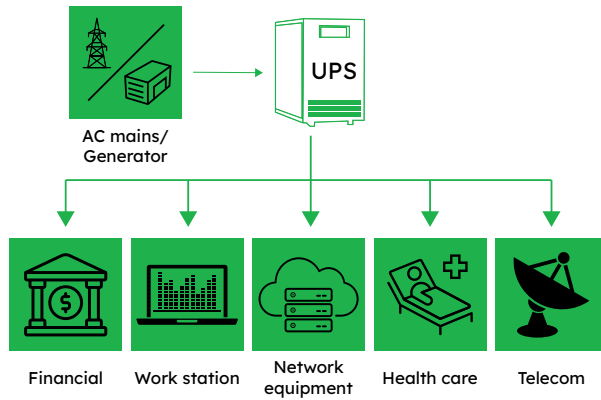 UPS
AC mains/
Generator
$
Financial
Work station
Network
equipment
Health care
Telecom